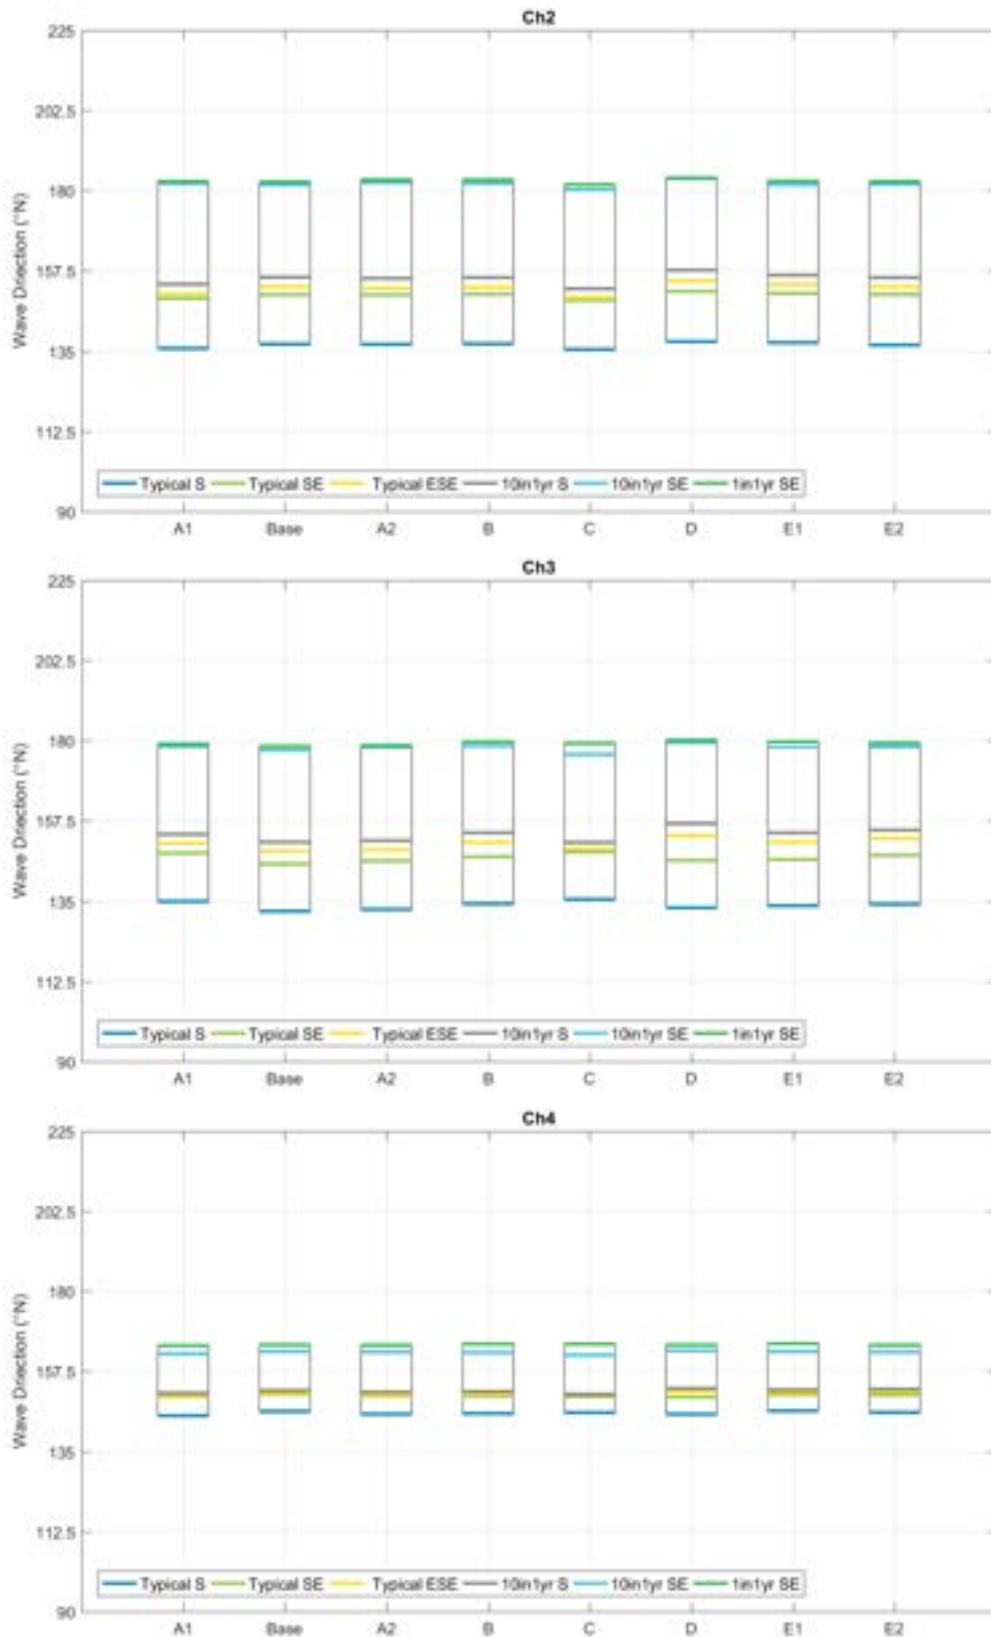 Ch2
225
202.5
180
157.5
135
112.5
90
Wave Driection (°N)
Typical S Typical SE Typical ESE 10in1yr S 10in1yr SE 1in1yr SE
A1 Base A2 B C D E1 E2
Ch3
225
202.5
180
157.5
135
112.5
90
Wave Driection (°N)
Typical S Typical SE Typical ESE 10in1yr S 10in1yr SE 1in1yr SE
A1 Base A2 B C D E1 E2
Ch4
225
202.5
180
157.5
135
112.5
90
Wave Driection (°N)
Typical S Typical SE Typical ESE 10in1yr S 10in1yr SE 1in1yr SE
A1 Base A2 B C D E1 E2